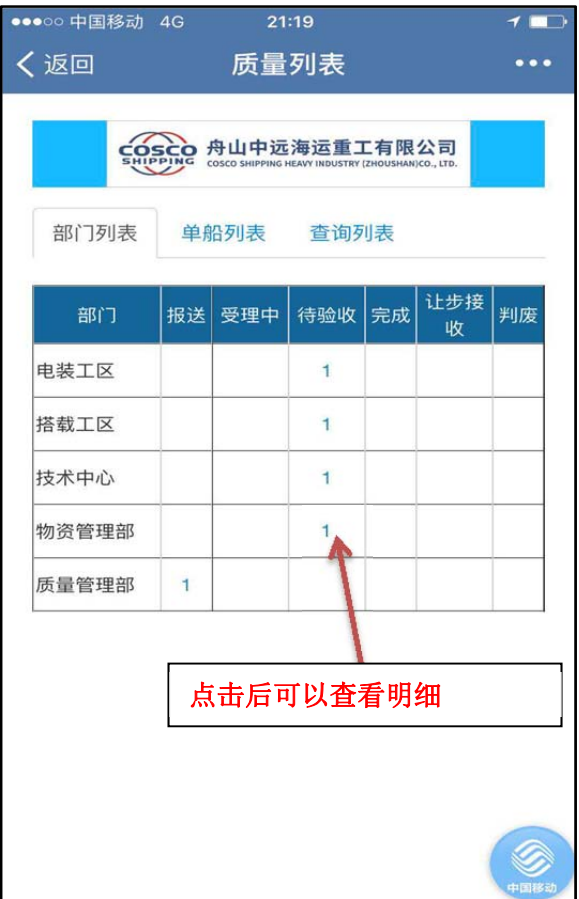 中国移动 4G 21:19
返回 质量列表
COSCO SHIPPING 舟山中远海运重工有限公司
COSCO SHIPPING HEAVY INDUSTRY (ZHOUSHAN)CO., LTD.
部门列表 单船列表 查询列表
部门 报送 受理中 待验收 完成 让步接收 判废
电装工区 1
搭载工区 1
技术中心 1
物资管理部 1
质量管理部 1
点击后可以查看明细
中国移动